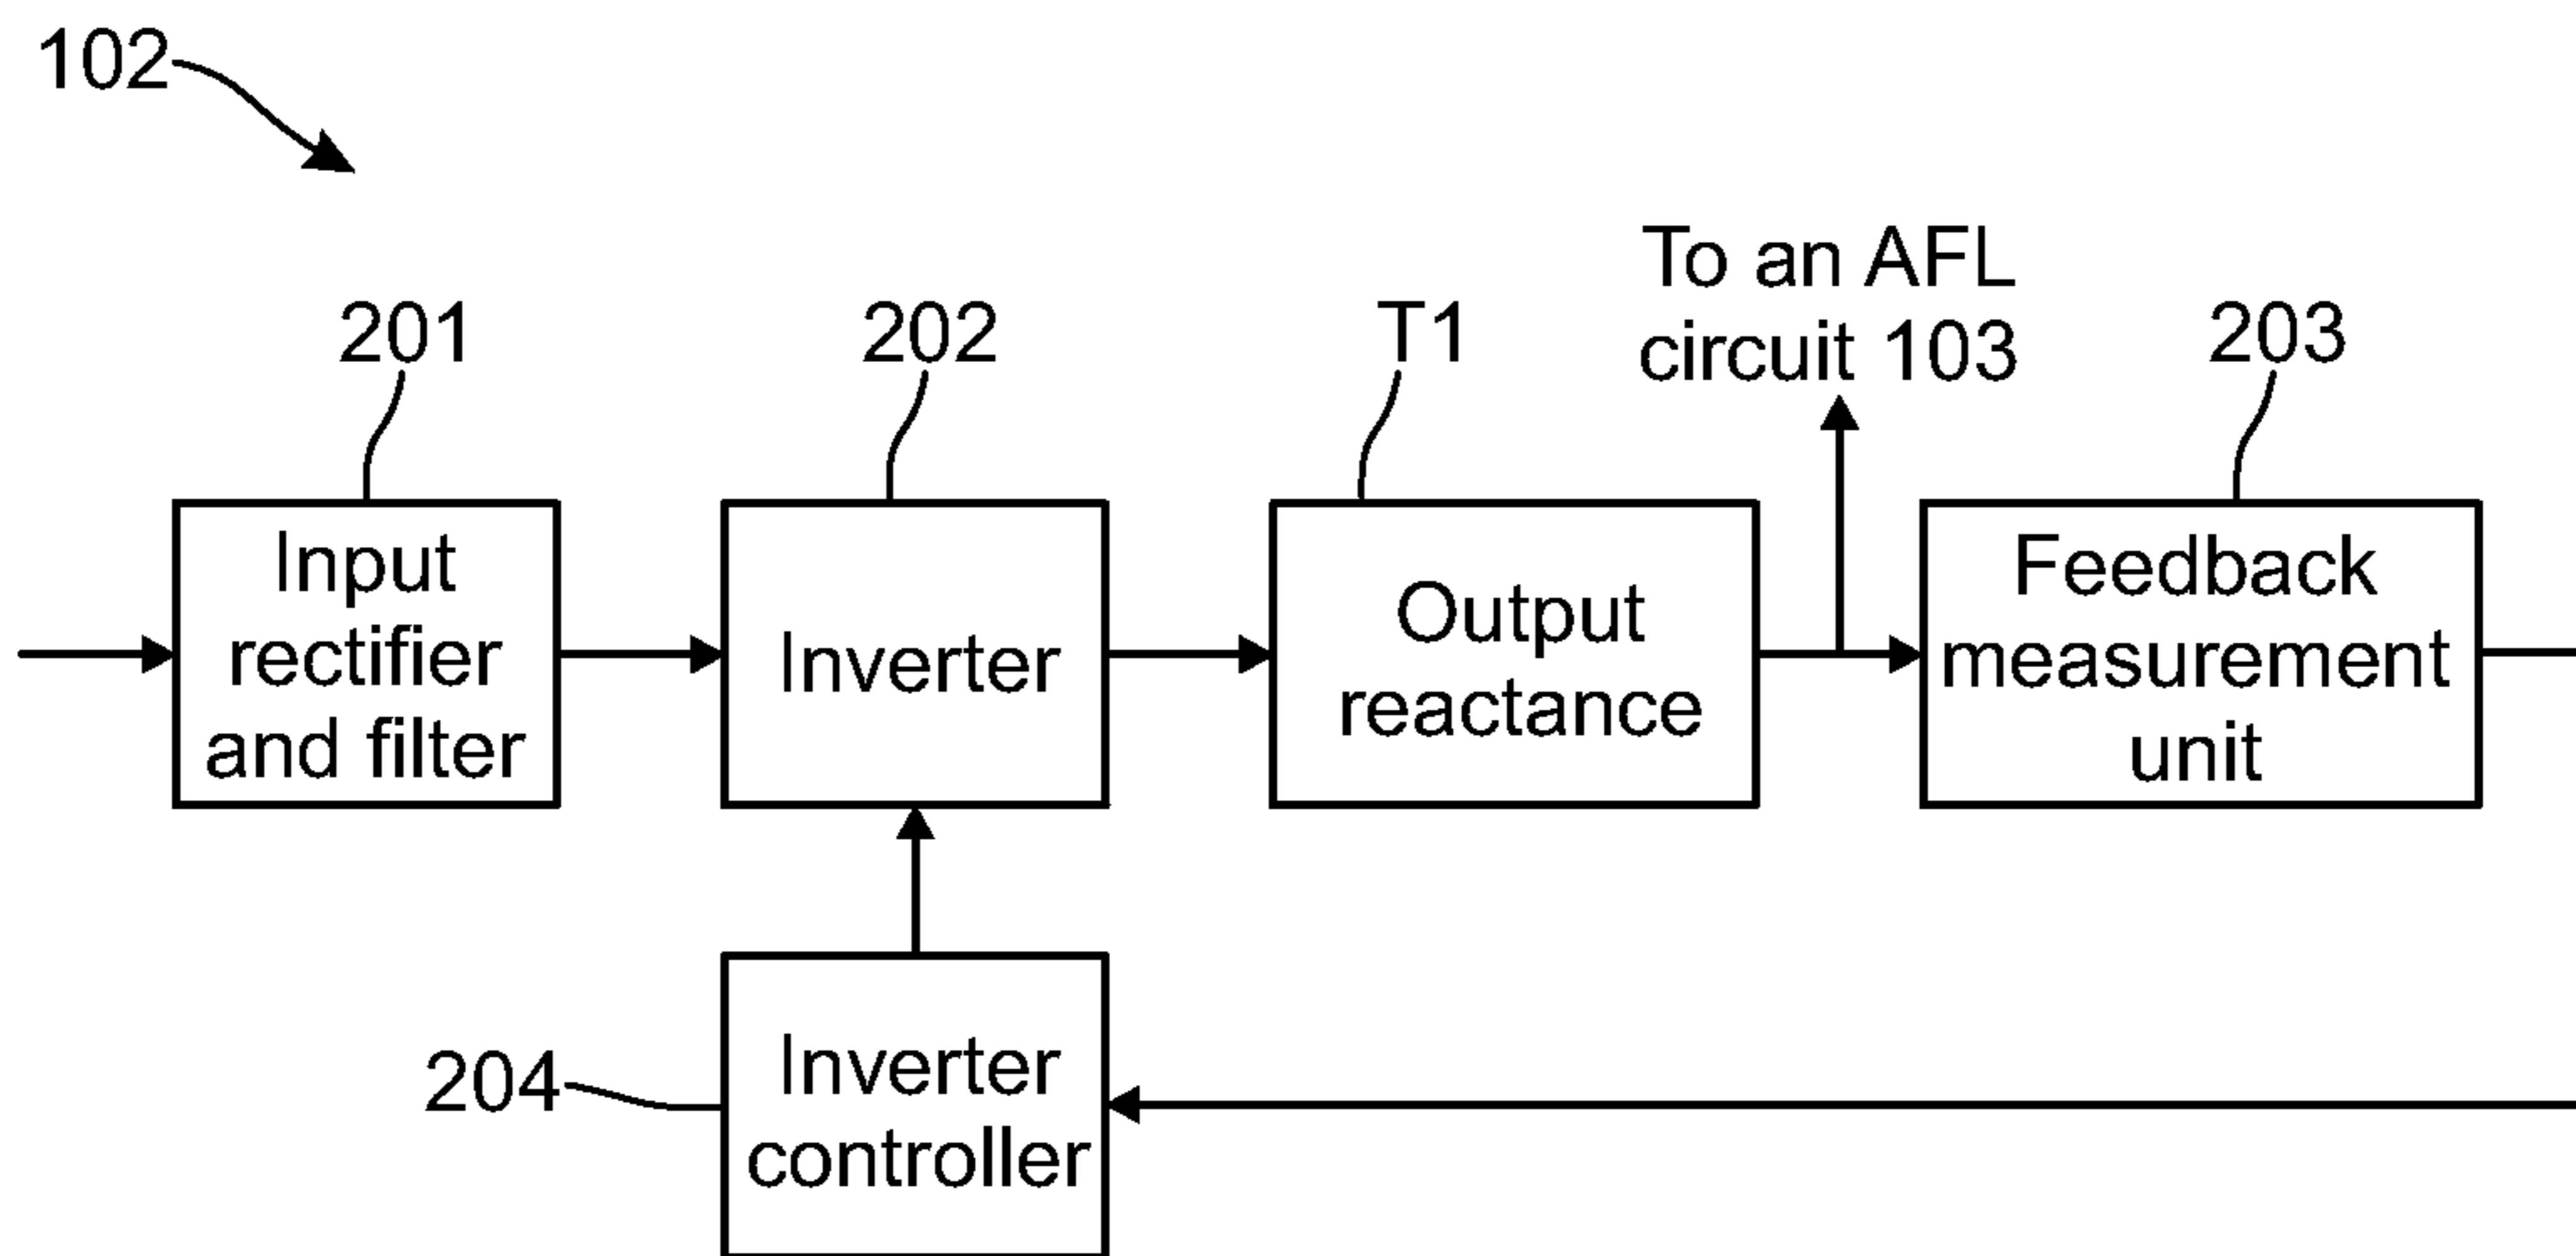 102
201
202
T1
To an AFL
circuit 103
203
Input
rectifier
and filter
Inverter
Output
reactance
Feedback
measurement
unit
204
Inverter
controller